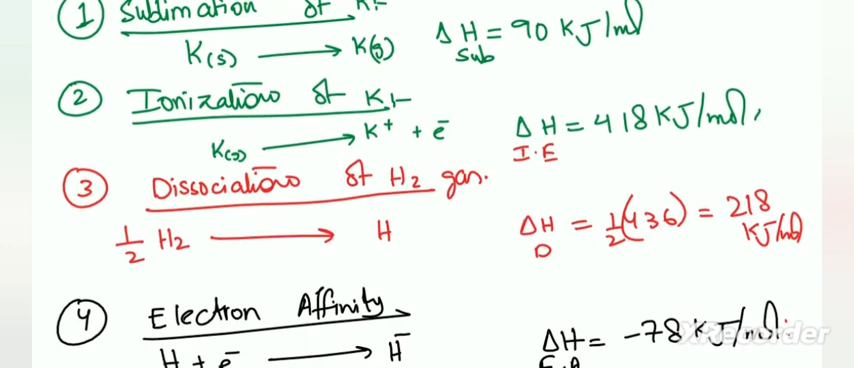 ① Sublimation of K:-
K(s) ⟶ K(g) ΔH = 90 KJ/mol
Sub
② Ionization of K:-
K(g) ⟶ K⁺ + ē ΔH = 418 KJ/mol,
I.E
③ Dissociation of H₂ gas.
1/2 H₂ ⟶ H ΔH = 1/2(436) = 218 KJ/mol
D
④ Electron Affinity
H + ē ⟶ H̄ ΔH = -78 KJ/mol.
E.A
Recorder